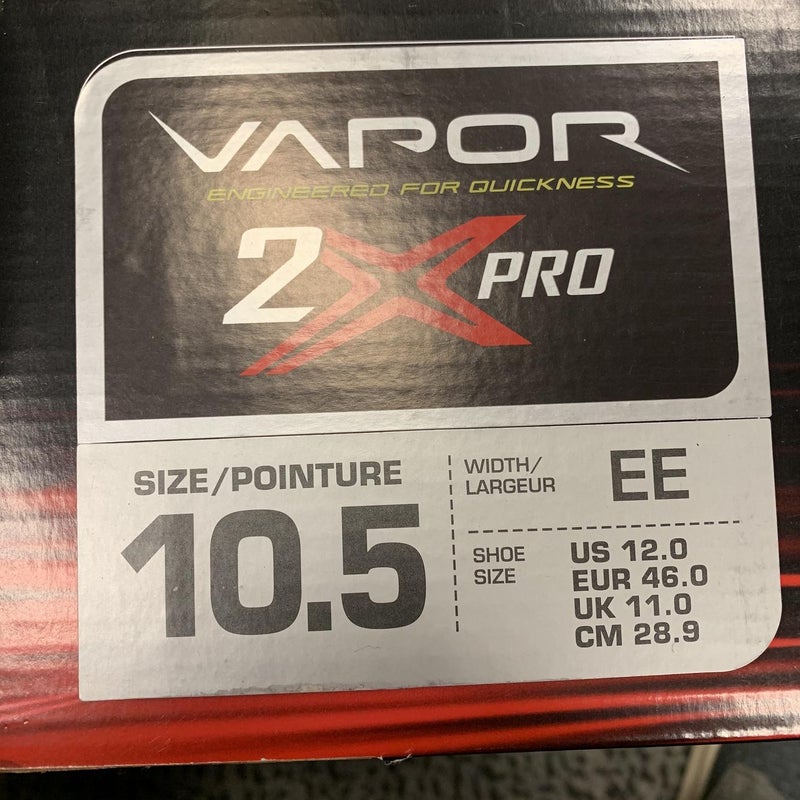 VAPOR
ENGINEERED FOR QUICKNESS
2X PRO
SIZE/POINTURE
10.5
WIDTH/
LARGEUR
EE
SHOE
SIZE
US 12.0
EUR 46.0
UK 11.0
CM 28.9